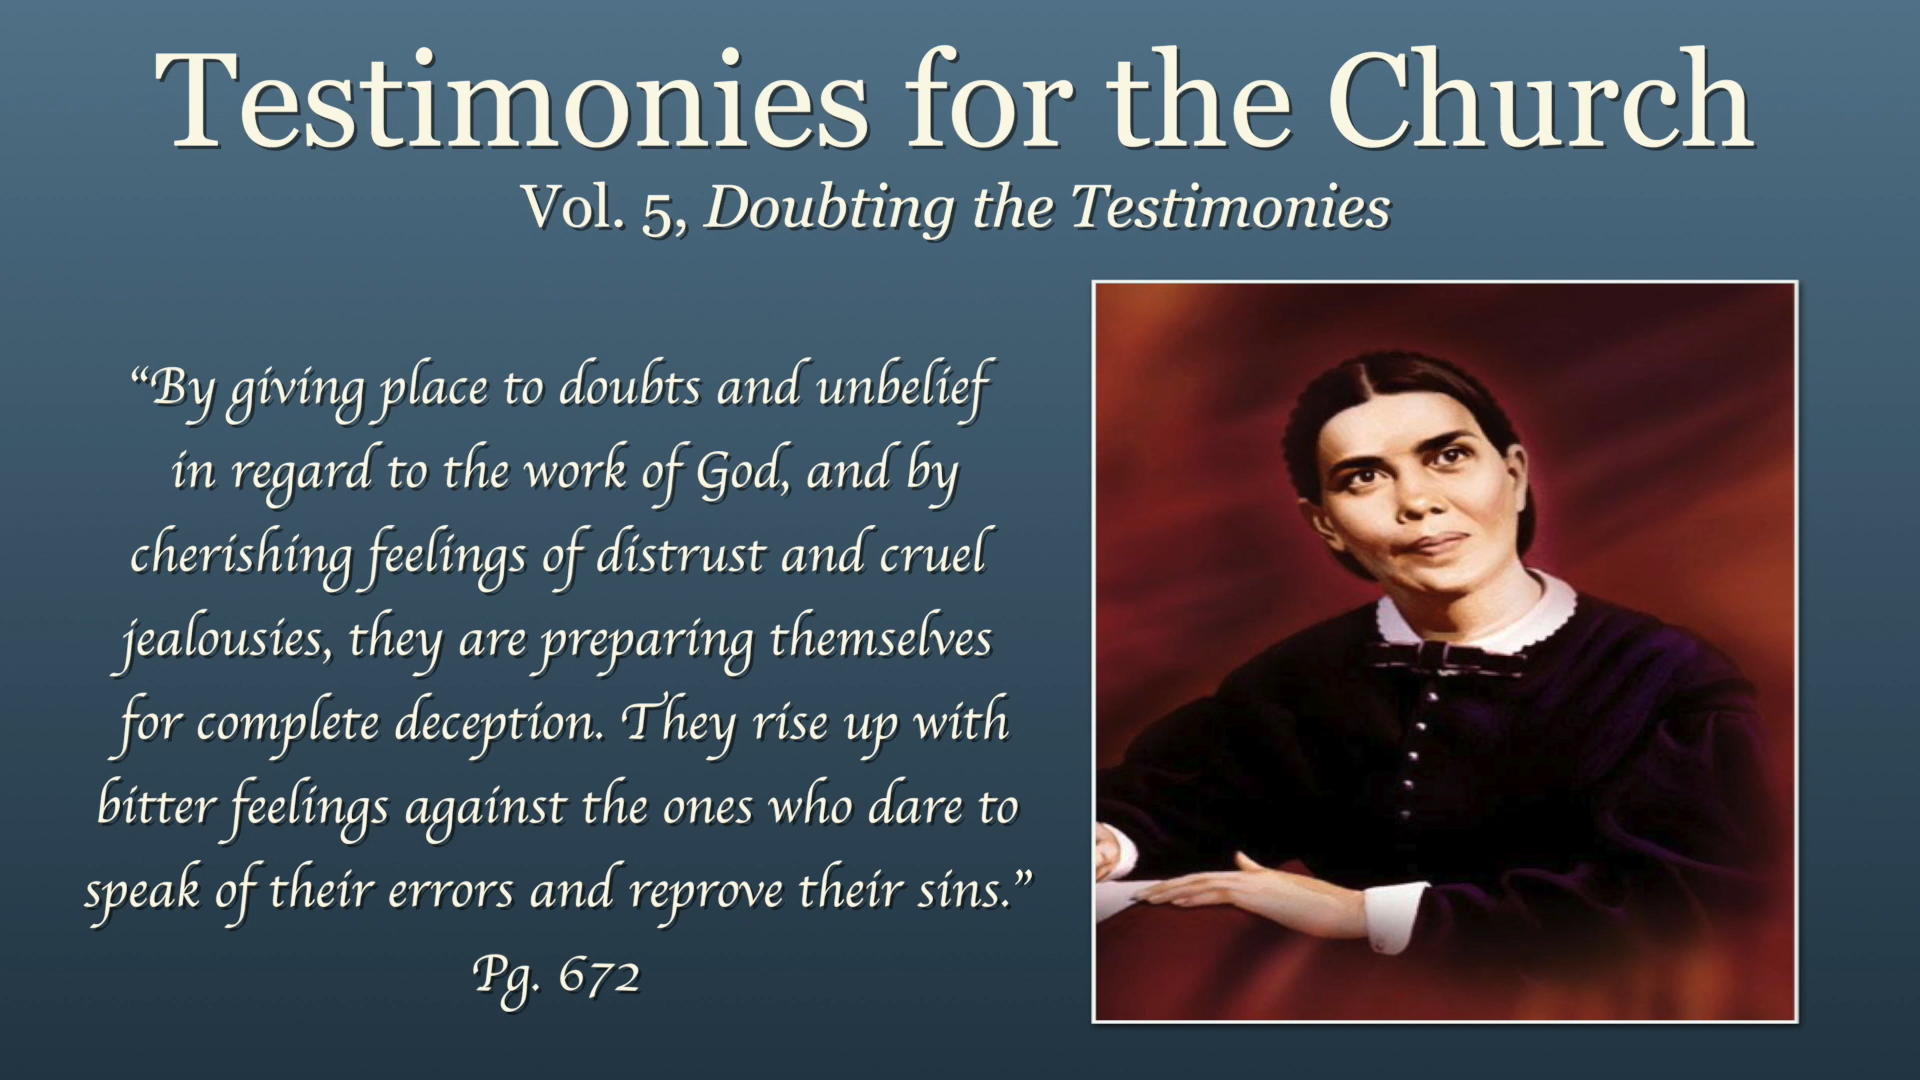 Testimonies for the Church
Vol. 5, Doubting the Testimonies
“By giving place to doubts and unbelief
in regard to the work of God, and by
cherishing feelings of distrust and cruel
jealousies, they are preparing themselves
for complete deception. They rise up with
bitter feelings against the ones who dare to
speak of their errors and reprove their sins.”
Pg. 672